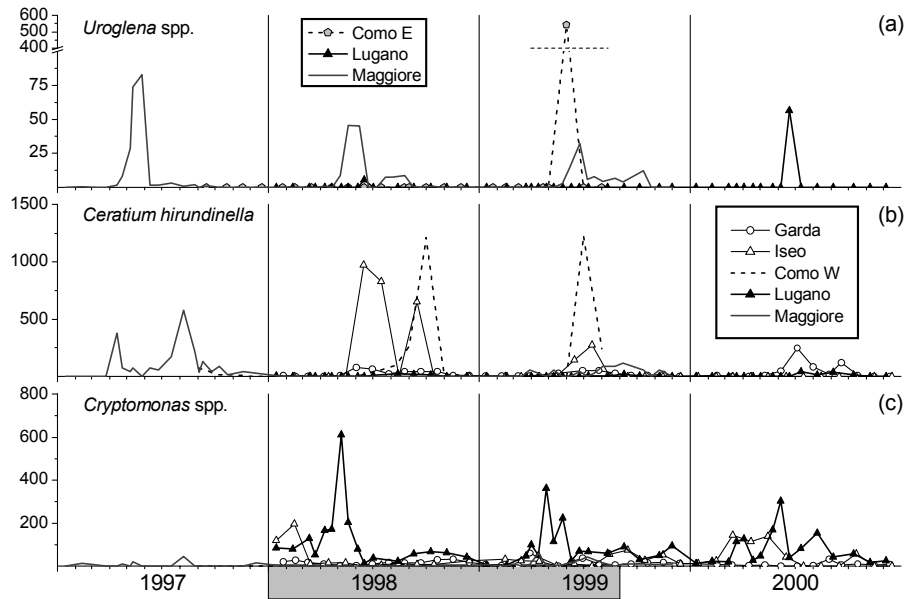 600
500
400
75
50
25
Uroglena spp.
Como E
Lugano
Maggiore
(a)
1500
1000
500
Ceratium hirundinella
Garda
Iseo
Como W
Lugano
Maggiore
(b)
800
600
400
200
Cryptomonas spp.
(c)
1997
1998
1999
2000